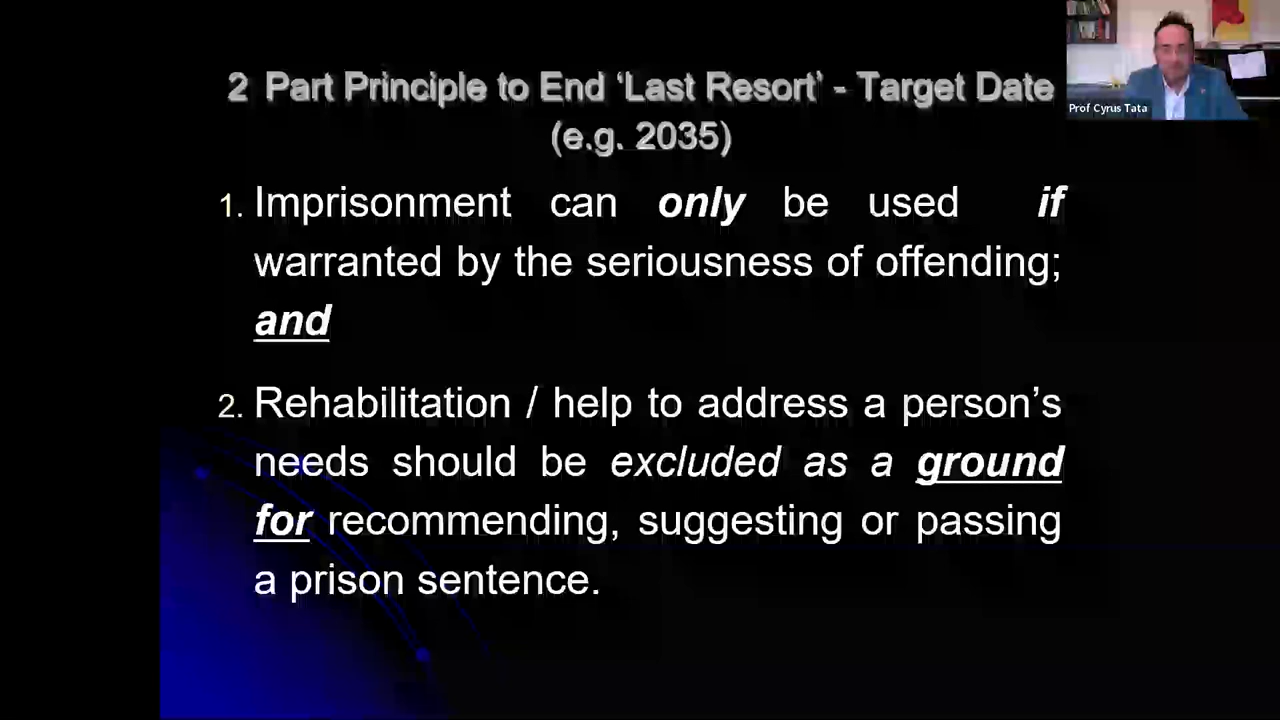 2 Part Principle to End ‘Last Resort’ - Target Date
(e.g. 2035)
Prof Cyrus Tata
1. Imprisonment can only be used if
warranted by the seriousness of offending;
and
2. Rehabilitation / help to address a person’s
needs should be excluded as a ground
for recommending, suggesting or passing
a prison sentence.